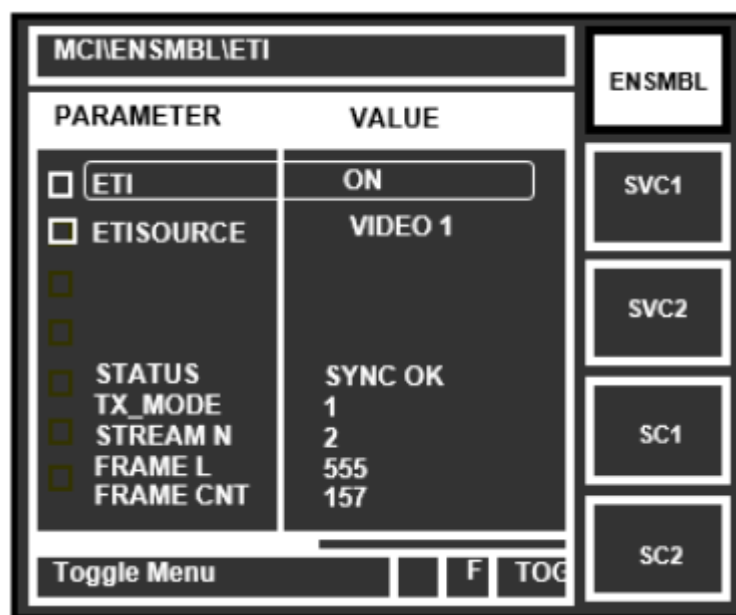 MCI\ENSMBL\ETI
ENSMBL
PARAMETER VALUE
ETI ON
SVC1
ETISOURCE VIDEO 1
SVC2
STATUS SYNC OK
TX_MODE 1
STREAM N 2
SC1
FRAME L 555
FRAME CNT 157
SC2
Toggle Menu F TOG